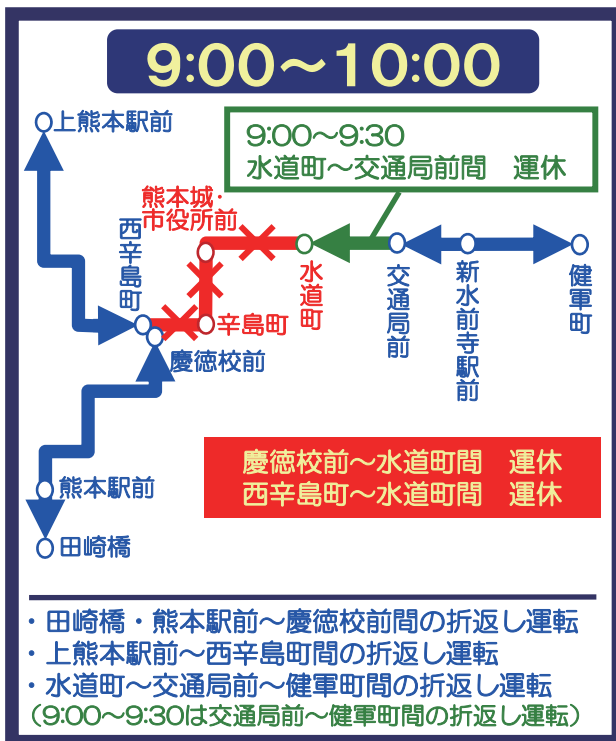 9:00～10:00
上熊本駅前
9:00～9:30
水道町～交通局前間　運休
熊本城・
市役所前
西辛島町
水道町
交通局前
新水前寺駅前
健軍町
辛島町
慶徳校前
慶徳校前～水道町間　運休
西辛島町～水道町間　運休
熊本駅前
田崎橋
・田崎橋・熊本駅前～慶徳校前間の折返し運転
・上熊本駅前～西辛島町間の折返し運転
・水道町～交通局前～健軍町間の折返し運転
（9:00～9:30は交通局前～健軍町間の折返し運転）